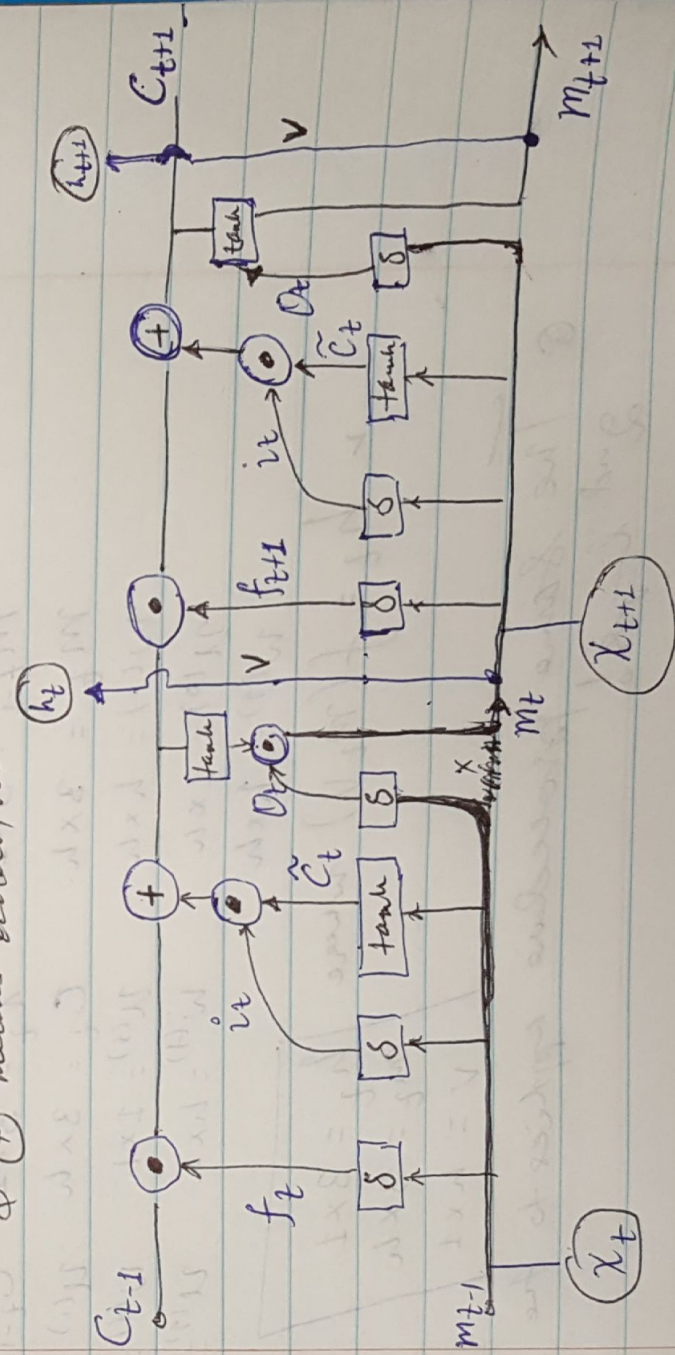 & (+) means
C_{t-1}
C_{t+1}
h_t
h_{t+1}
+
+
tanh
tanh
V
V
f_t
i_t
C̃_t
O_t
f_{t+1}
i_t
C̃_t
O_t
δ
δ
tanh
δ
δ
δ
tanh
δ
x
m_{t-1}
m_t
m_{t+1}
X_t
X_{t+1}